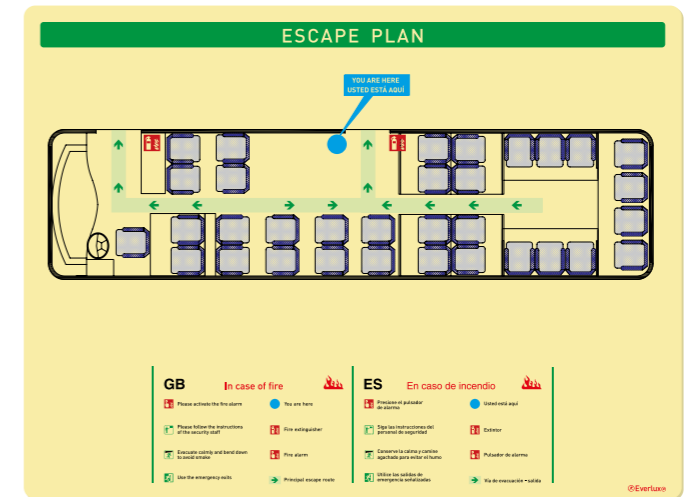 ESCAPE PLAN
YOU ARE HERE
USTED ESTÁ AQUÍ
GB In case of fire
Please activate the fire alarm
You are here
Please follow the instructions
of the security staff
Fire extinguisher
Evacuate calmly and bend down
to avoid smoke
Fire alarm
Use the emergency exits
Principal escape route
ES En caso de incendio
Presione el pulsador
de alarma
Usted está aquí
Siga las instrucciones del
personal de seguridad
Extintor
Conserve la calma y camine
agachado para evitar el humo
Pulsador de alarma
Utilize las salidas de
emergencia señalizadas
Vía de evacuación - salida
Everlux®